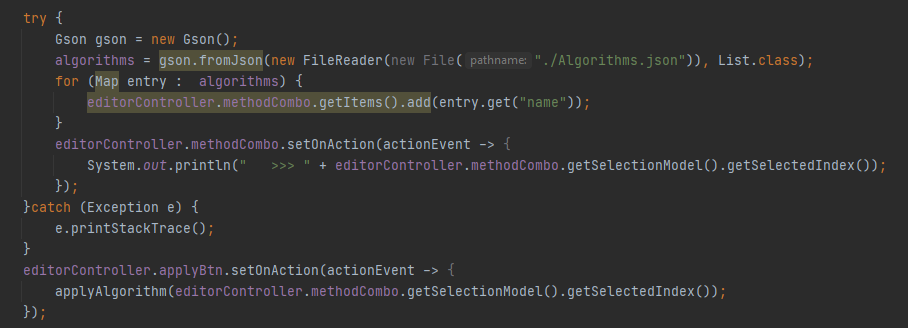 try {
    Gson gson = new Gson();
    algorithms = gson.fromJson(new FileReader(new File( pathname: "./Algorithms.json")), List.class);
    for (Map entry :  algorithms) {
        editorController.methodCombo.getItems().add(entry.get("name"));
    }
    editorController.methodCombo.setOnAction(actionEvent -> {
        System.out.println("   >>> " + editorController.methodCombo.getSelectionModel().getSelectedIndex());
    });
}catch (Exception e) {
    e.printStackTrace();
}
editorController.applyBtn.setOnAction(actionEvent -> {
    applyAlgorithm(editorController.methodCombo.getSelectionModel().getSelectedIndex());
});